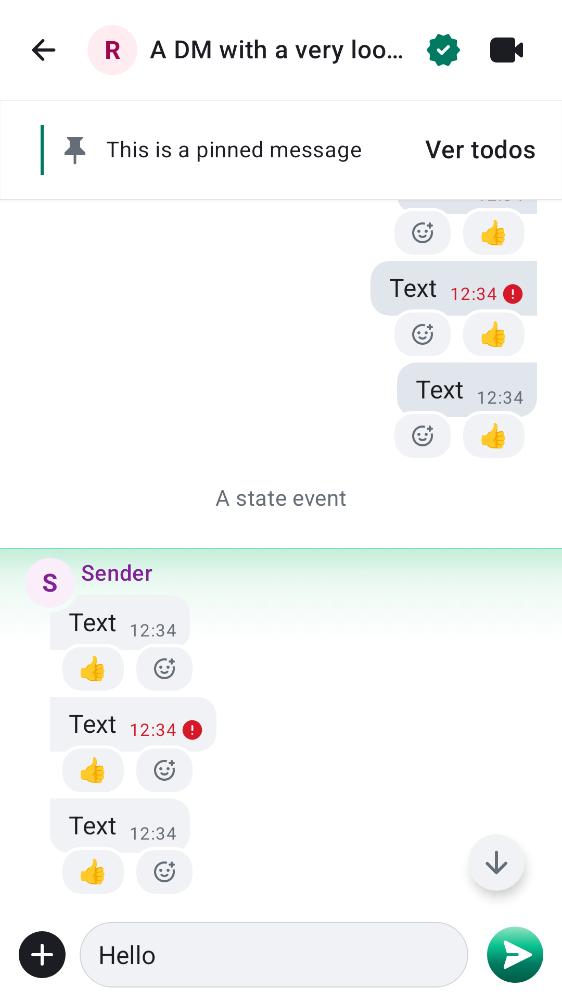 R A DM with a very loo...
This is a pinned message Ver todos
Text 12:34
Text 12:34
A state event
S Sender
Text 12:34
Text 12:34
Text 12:34
Hello